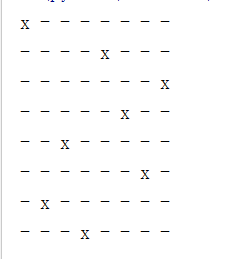 x - - - - - - -
- - - - x - - -
- - - - - - - x
- - - - - x - -
- - x - - - - -
- - - - - - x -
- x - - - - - -
- - - x - - - -